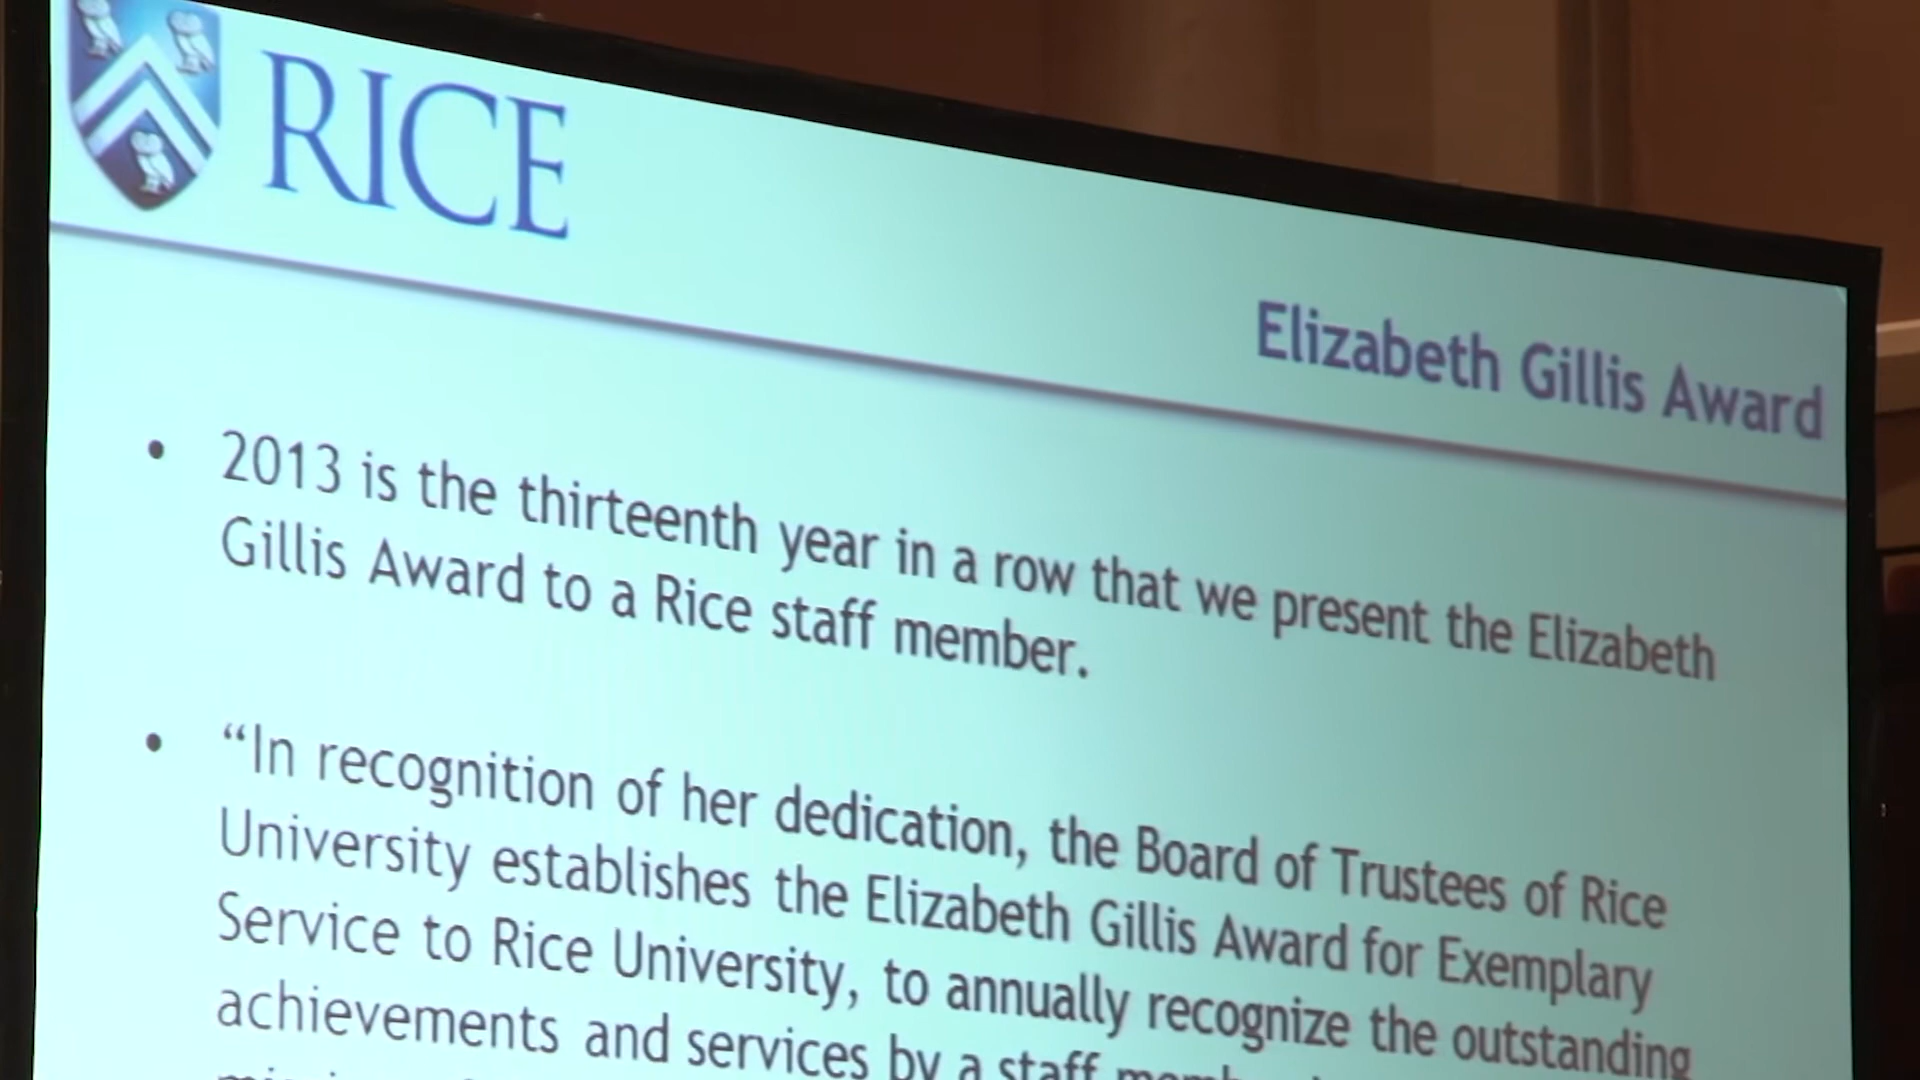 RICE
Elizabeth Gillis Award
• 2013 is the thirteenth year in a row that we present the Elizabeth
Gillis Award to a Rice staff member.
• “In recognition of her dedication, the Board of Trustees of Rice
University establishes the Elizabeth Gillis Award for Exemplary
Service to Rice University, to annually recognize the outstanding
achievements and services by a staff